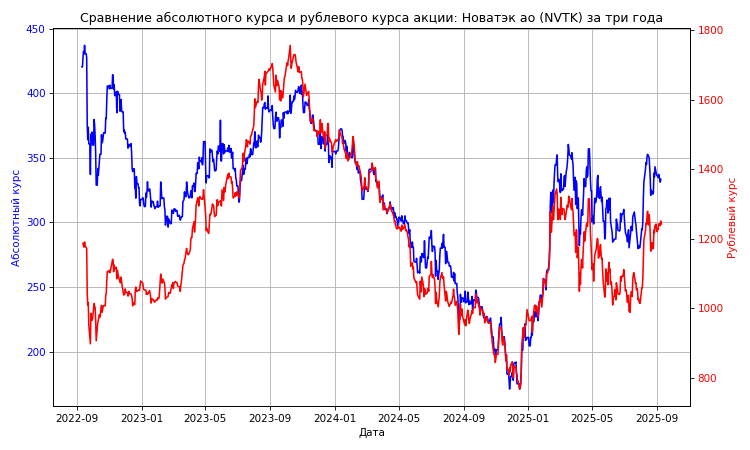 Сравнение абсолютного курса и рублевого курса акции: Новатэк ао (NVTK) за три года
450
400
350
300
250
200
Абсолютный курс
1800
1600
1400
1200
1000
800
Рублевый курс
2022-09 2023-01 2023-05 2023-09 2024-01 2024-05 2024-09 2025-01 2025-05 2025-09
Дата